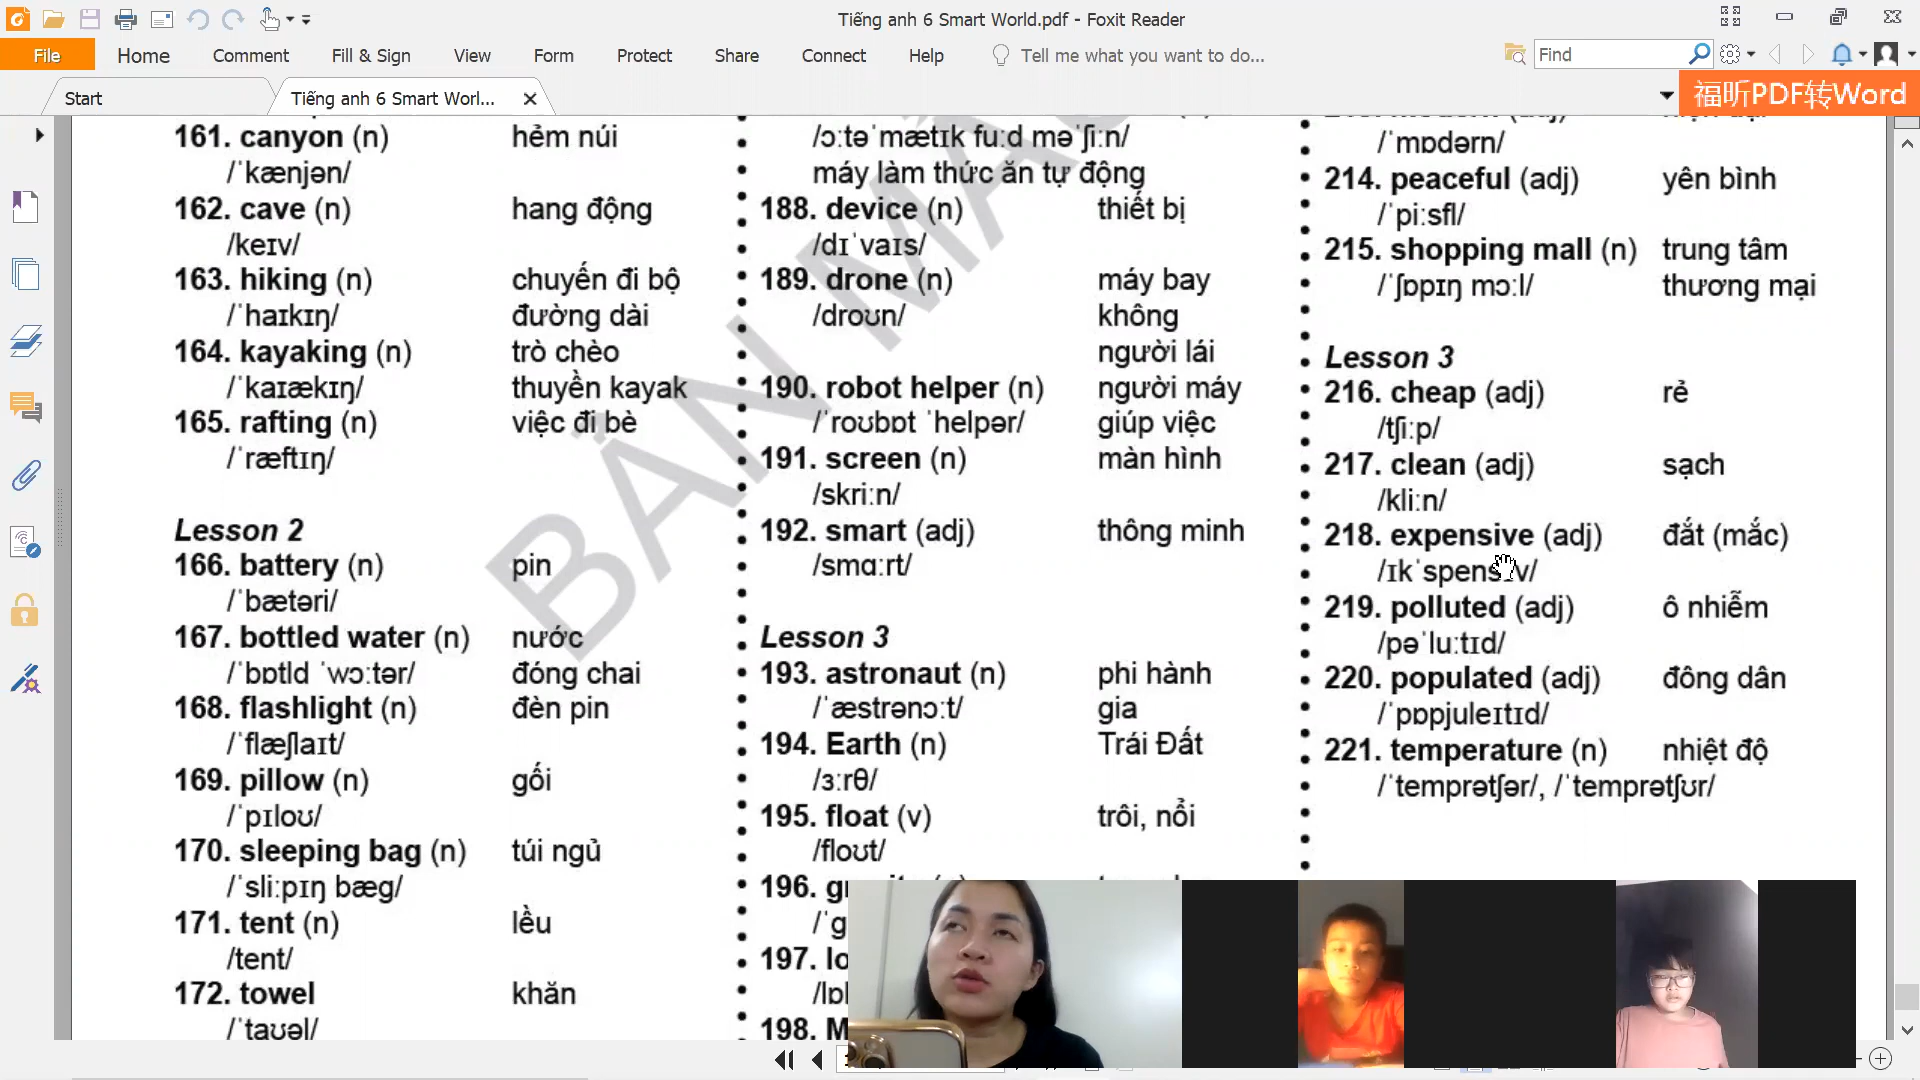 Tiếng anh 6 Smart World.pdf - Foxit Reader
File Home Comment Fill & Sign View Form Protect Share Connect Help Tell me what you want to do... Find
Start Tiếng anh 6 Smart Worl...
福昕PDF转Word
161. canyon (n) hẻm núi
/ˈkænjən/
162. cave (n) hang động
/keɪv/
163. hiking (n) chuyến đi bộ
/ˈhaɪkɪŋ/ đường dài
164. kayaking (n) trò chèo
/ˈkaɪækɪŋ/ thuyền kayak
165. rafting (n) việc đi bè
/ˈræftɪŋ/
Lesson 2
166. battery (n) pin
/ˈbætəri/
167. bottled water (n) nước
/ˈbɒtld ˈwɔːtər/ đóng chai
168. flashlight (n) đèn pin
/ˈflæʃlaɪt/
169. pillow (n) gối
/ˈpɪloʊ/
170. sleeping bag (n) túi ngủ
/ˈsliːpɪŋ bæg/
171. tent (n) lều
/tent/
172. towel khăn
/ˈtaʊəl/
/ɔːtəˈmætɪk fuːd məˈʃiːn/
máy làm thức ăn tự động
188. device (n) thiết bị
/dɪˈvaɪs/
189. drone (n) máy bay
/droʊn/ không
người lái
190. robot helper (n) người máy
/ˈroʊbɒt ˈhelpər/ giúp việc
191. screen (n) màn hình
/skriːn/
192. smart (adj) thông minh
/smɑːrt/
Lesson 3
193. astronaut (n) phi hành
/ˈæstrənɔːt/ gia
194. Earth (n) Trái Đất
/ɜːrθ/
195. float (v) trôi, nổi
/floʊt/
196.
197.
198.
/ˈmɒdərn/
214. peaceful (adj) yên bình
/ˈpiːsfl/
215. shopping mall (n) trung tâm
/ˈʃɒpɪŋ mɔːl/ thương mại
Lesson 3
216. cheap (adj) rẻ
/tʃiːp/
217. clean (adj) sạch
/kliːn/
218. expensive (adj) đắt (mắc)
/ɪkˈspensɪv/
219. polluted (adj) ô nhiễm
/pəˈluːtɪd/
220. populated (adj) đông dân
/ˈpɒpjuleɪtɪd/
221. temperature (n) nhiệt độ
/ˈtemprətʃər/, /ˈtemprətʃʊr/
BẢN MẪU